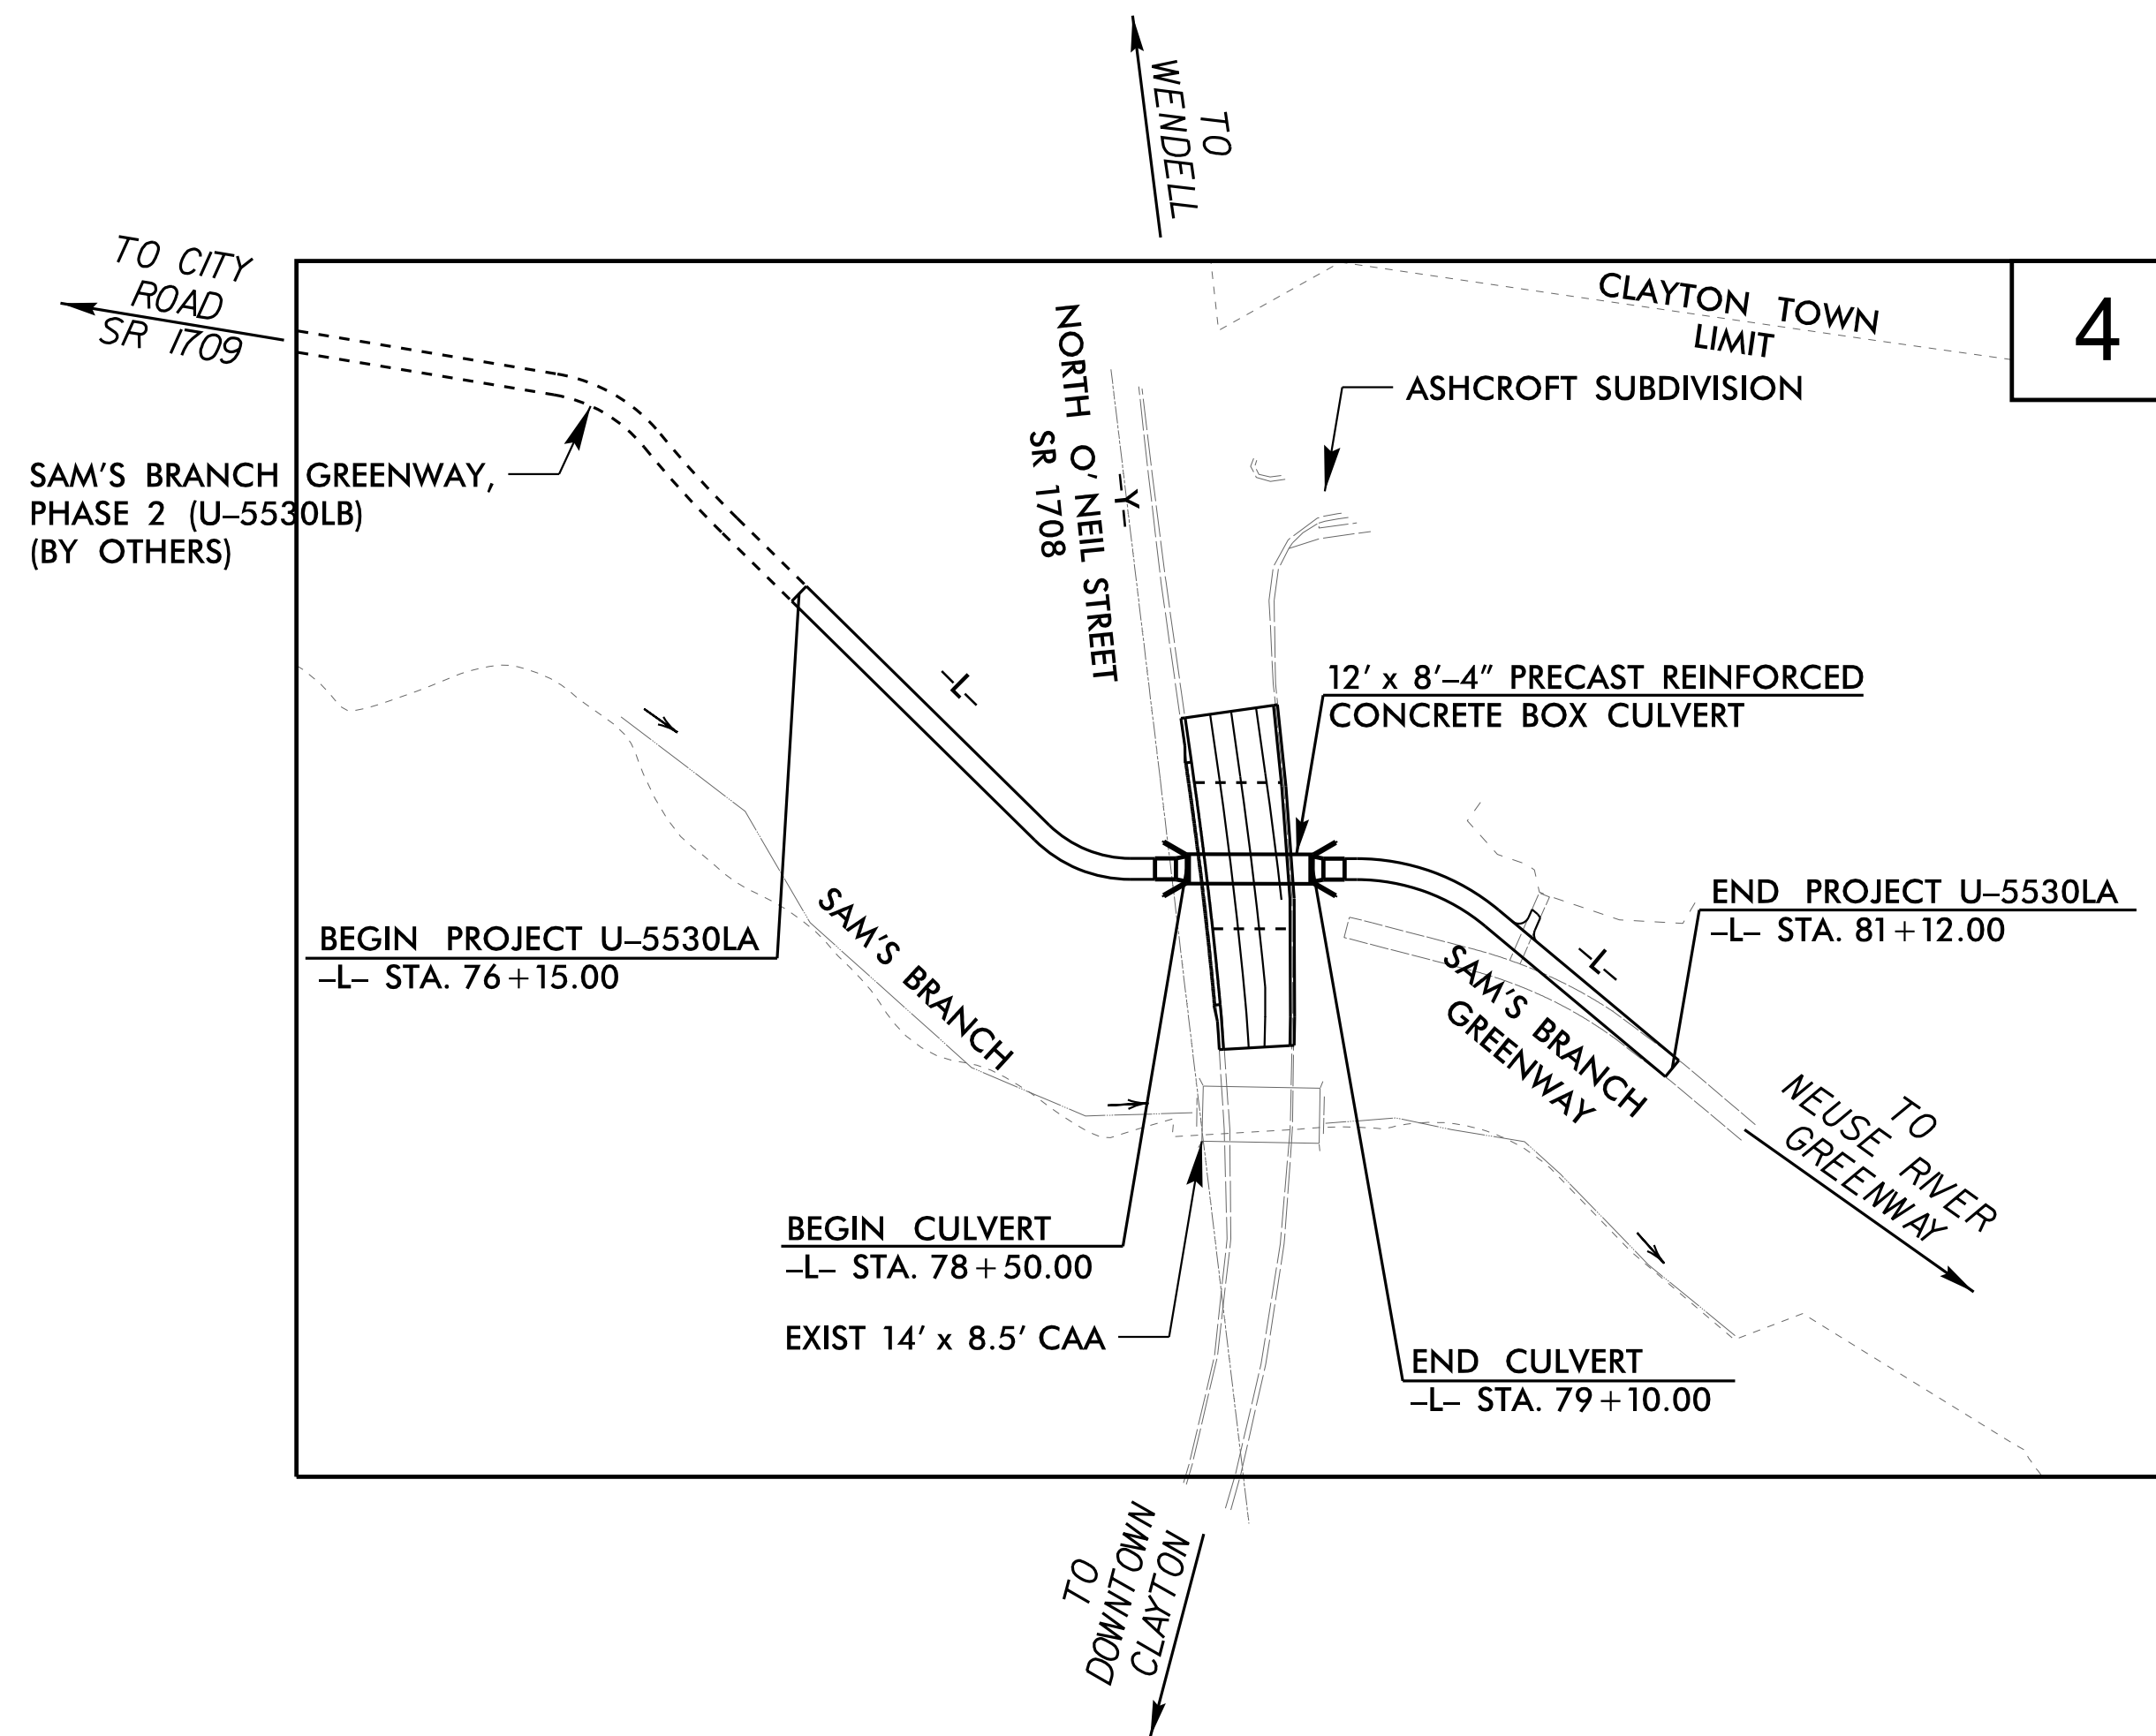 TO
WENDELL
TO CITY
ROAD
SR 1709
CLAYTON TOWN
LIMIT
4
NORTH O'NEIL STREET
SR 1708
–Y–
ASHCROFT SUBDIVISION
SAM'S BRANCH GREENWAY,
PHASE 2 (U–5530LB)
(BY OTHERS)
–L–
12' x 8'–4" PRECAST REINFORCED
CONCRETE BOX CULVERT
BEGIN PROJECT U–5530LA
–L– STA. 76+15.00
SAM'S BRANCH
END PROJECT U–5530LA
–L– STA. 81+12.00
–L–
SAM'S BRANCH
GREENWAY
TO
NEUSE RIVER
GREENWAY
BEGIN CULVERT
–L– STA. 78+50.00
EXIST 14' x 8.5' CAA
END CULVERT
–L– STA. 79+10.00
TO
DOWNTOWN
CLAYTON